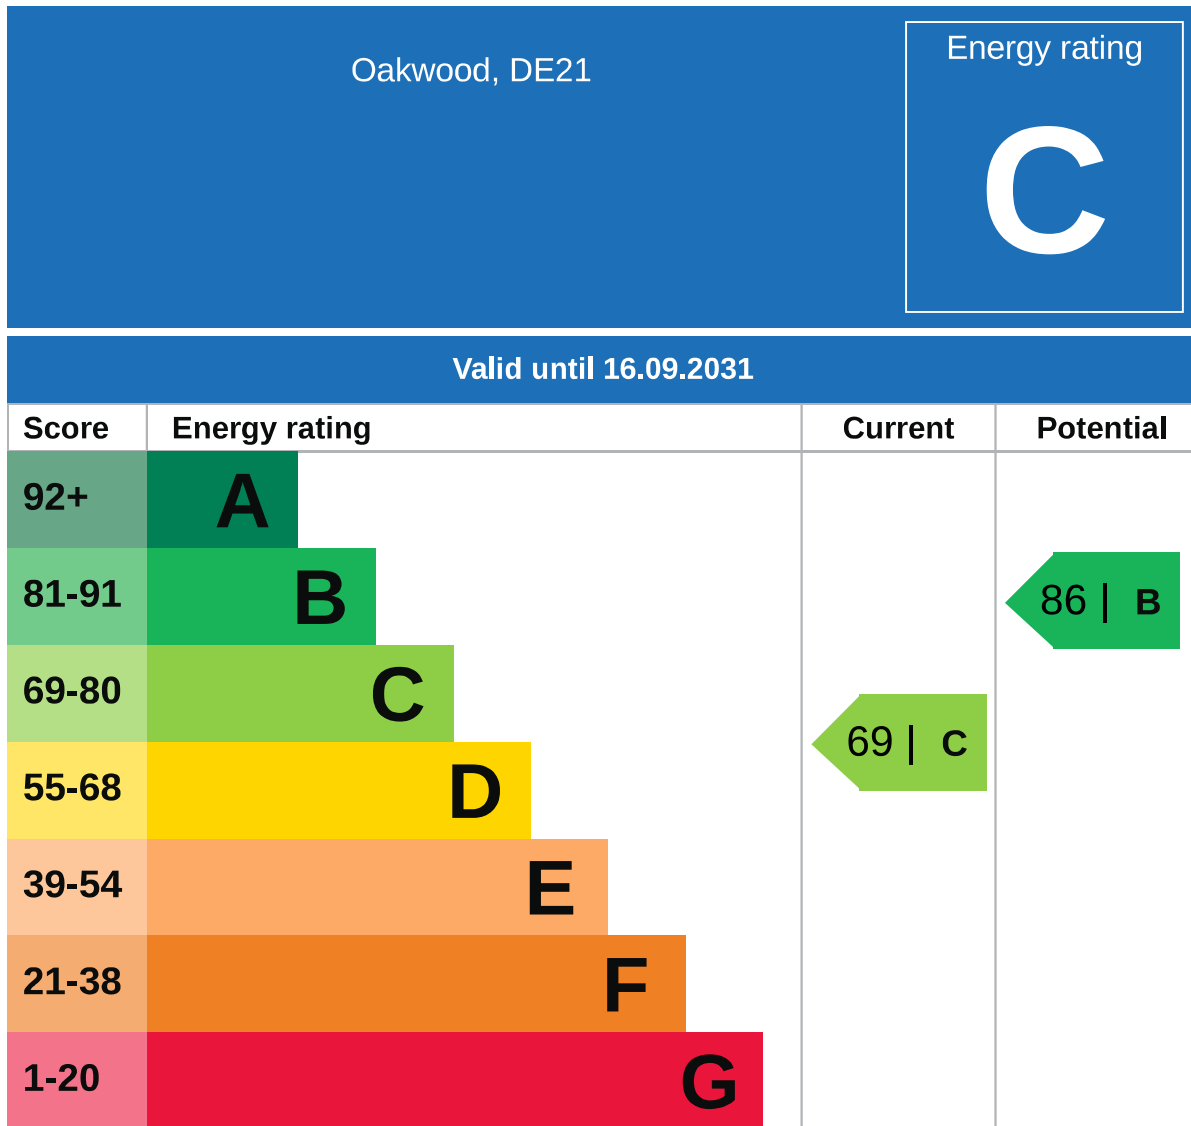 Oakwood, DE21
Energy rating
C
Valid until 16.09.2031
Score Energy rating Current Potential
92+ A
81-91 B
86 | B
69-80 C
69 | C
55-68 D
39-54 E
21-38 F
1-20 G